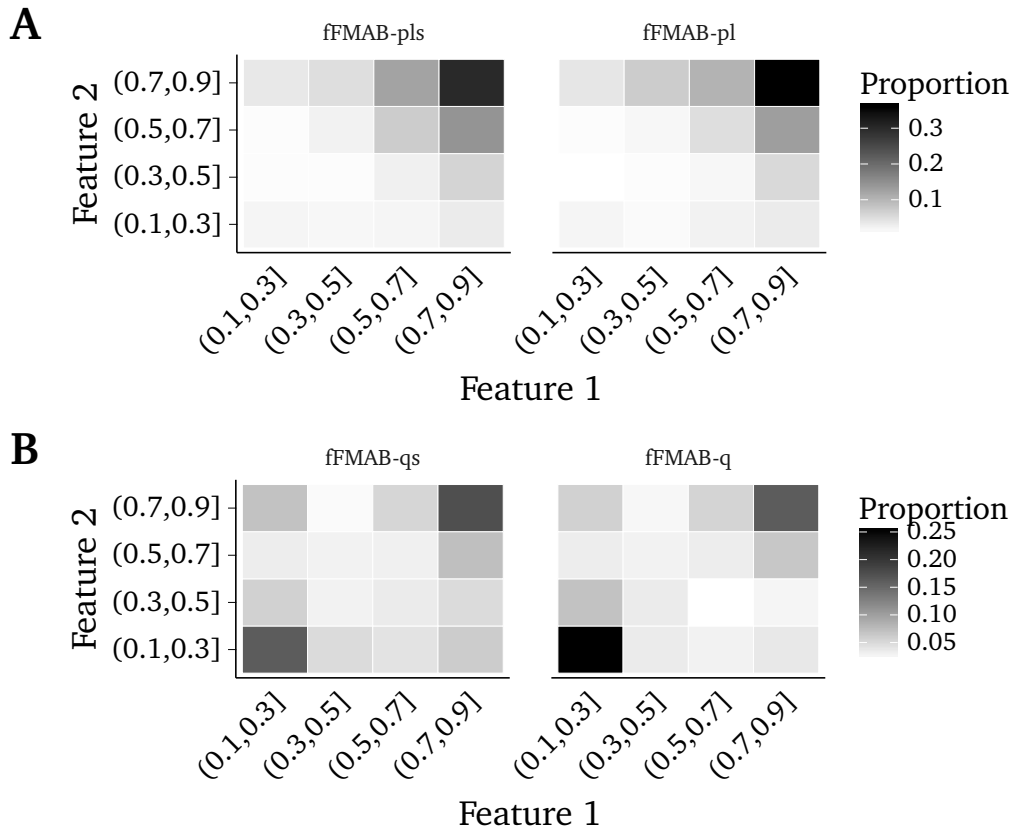 A
fFMAB-pls
fFMAB-pl
Feature 2
(0.7,0.9]
(0.5,0.7]
(0.3,0.5]
(0.1,0.3]
Proportion
0.3
0.2
0.1
(0.1,0.3]
(0.3,0.5]
(0.5,0.7]
(0.7,0.9]
(0.1,0.3]
(0.3,0.5]
(0.5,0.7]
(0.7,0.9]
Feature 1
B
fFMAB-qs
fFMAB-q
Feature 2
(0.7,0.9]
(0.5,0.7]
(0.3,0.5]
(0.1,0.3]
Proportion
0.25
0.20
0.15
0.10
0.05
(0.1,0.3]
(0.3,0.5]
(0.5,0.7]
(0.7,0.9]
(0.1,0.3]
(0.3,0.5]
(0.5,0.7]
(0.7,0.9]
Feature 1